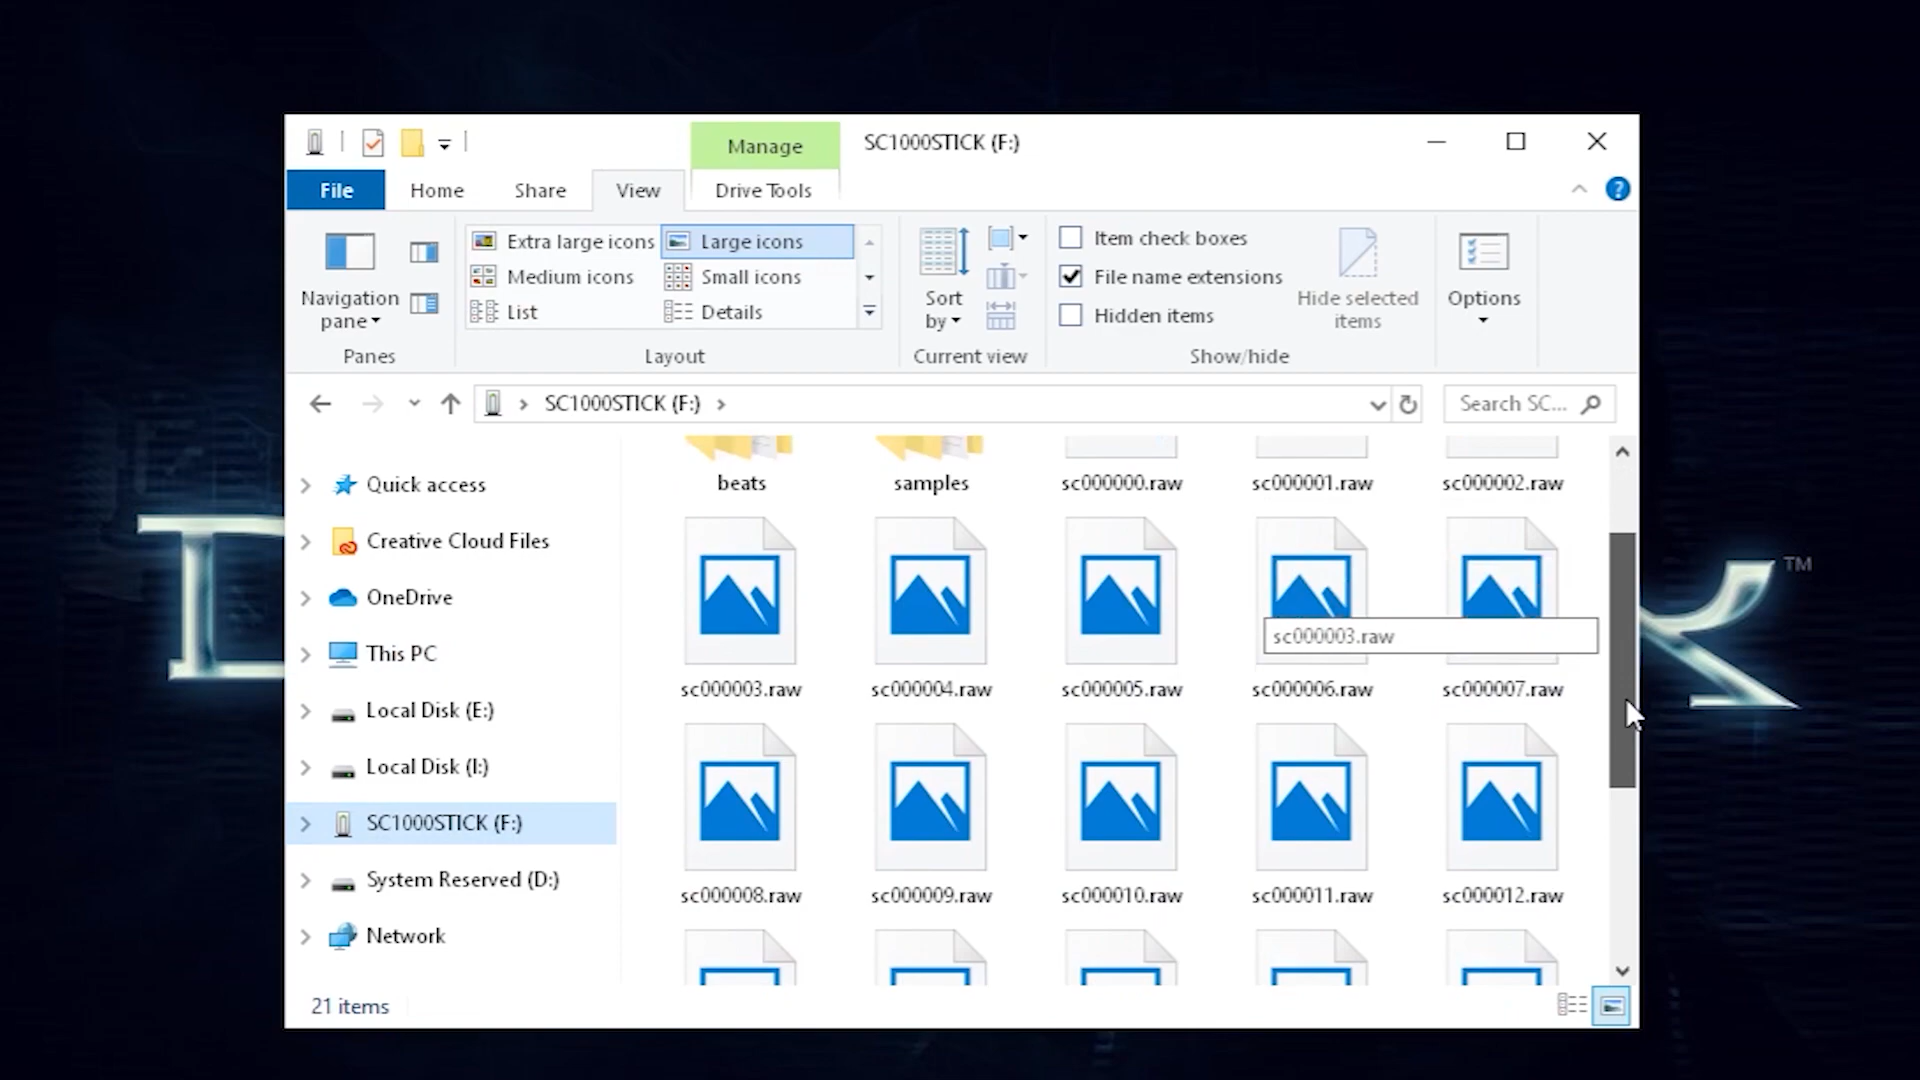 Manage
SC1000STICK (F:)
File
Home
Share
View
Drive Tools
Extra large icons
Large icons
Medium icons
Small icons
List
Details
Navigation
pane
Sort
by
Item check boxes
File name extensions
Hidden items
Hide selected
items
Options
Panes
Layout
Current view
Show/hide
SC1000STICK (F:)
Search SC...
Quick access
Creative Cloud Files
OneDrive
This PC
Local Disk (E:)
Local Disk (I:)
SC1000STICK (F:)
System Reserved (D:)
Network
beats
samples
sc000000.raw
sc000001.raw
sc000002.raw
sc000003.raw
sc000003.raw
sc000004.raw
sc000005.raw
sc000006.raw
sc000007.raw
sc000008.raw
sc000009.raw
sc000010.raw
sc000011.raw
sc000012.raw
21 items
TM